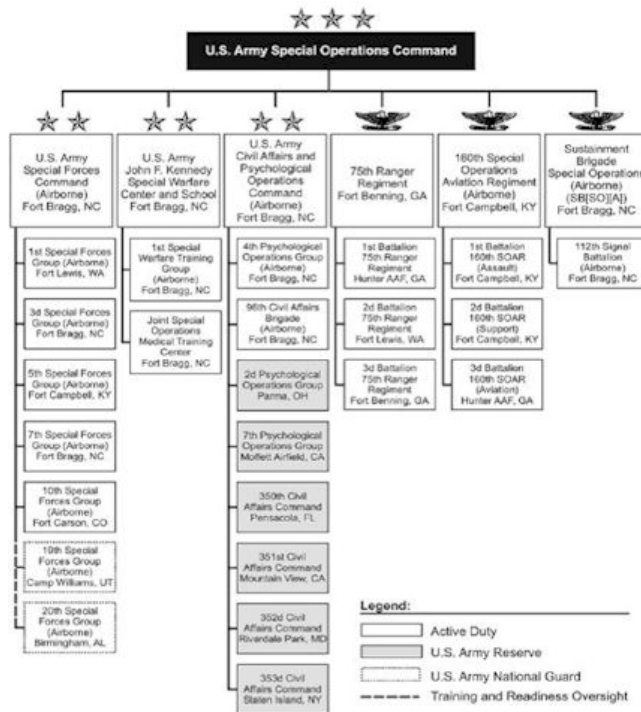 U.S. Army Special Operations Command
U.S. Army
Special Forces
Command
(Airborne)
Fort Bragg, NC
1st Special Forces
Group (Airborne)
Fort Lewis, WA
3d Special Forces
Group (Airborne)
Fort Bragg, NC
5th Special Forces
Group (Airborne)
Fort Campbell, KY
7th Special Forces
Group (Airborne)
Fort Bragg, NC
10th Special
Forces Group
(Airborne)
Fort Carson, CO
19th Special
Forces Group
(Airborne)
Camp Williams, UT
20th Special
Forces Group
(Airborne)
Birmingham, AL
U.S. Army
John F. Kennedy
Special Warfare
Center and School
Fort Bragg, NC
1st Special
Warfare Training
Group
(Airborne)
Fort Bragg, NC
Joint Special
Operations
Medical Training
Center
Fort Bragg, NC
U.S. Army
Civil Affairs and
Psychological
Operations
Command
(Airborne)
Fort Bragg, NC
4th Psychological
Operations Group
(Airborne)
Fort Bragg, NC
96th Civil Affairs
Brigade
(Airborne)
Fort Bragg, NC
2d Psychological
Operations Group
Parma, OH
7th Psychological
Operations Group
Moffett Airfield, CA
350th Civil
Affairs Command
Pensacola, FL
351st Civil
Affairs Command
Mountain View, CA
352d Civil
Affairs Command
Riverdale Park, MD
353d Civil
Affairs Command
Staten Island, NY
75th Ranger
Regiment
Fort Benning, GA
1st Battalion
75th Ranger
Regiment
Hunter AAF, GA
2d Battalion
75th Ranger
Regiment
Fort Lewis, WA
3d Battalion
75th Ranger
Regiment
Fort Benning, GA
160th Special
Operations
Aviation Regiment
(Airborne)
Fort Campbell, KY
1st Battalion
160th SOAR
(Assault)
Fort Campbell, KY
2d Battalion
160th SOAR
(Support)
Fort Campbell, KY
3d Battalion
160th SOAR
(Aviation)
Hunter AAF, GA
Sustainment
Brigade
Special Operations
(Airborne)
(SB[SO][A])
Fort Bragg, NC
112th Signal
Battalion
(Airborne)
Fort Bragg, NC
Legend:
Active Duty
U.S. Army Reserve
U.S. Army National Guard
Training and Readiness Oversight